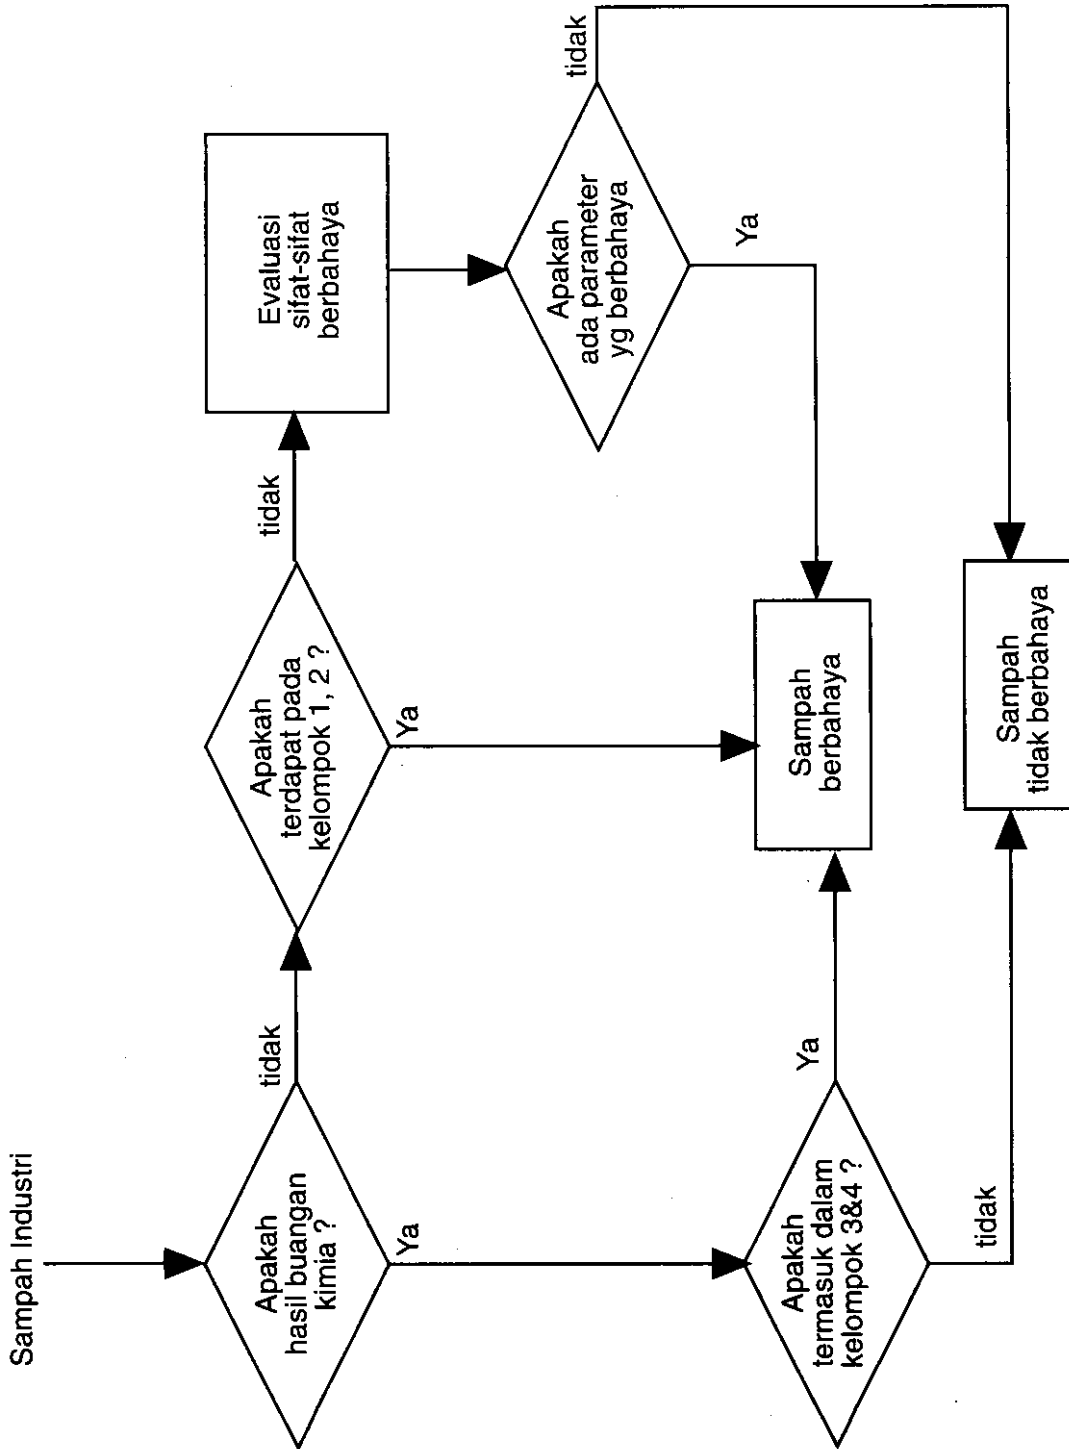 Sampah Industri
Apakah
hasil buangan
kimia ?
tidak
Ya
Apakah
terdapat pada
kelompok 1, 2 ?
tidak
Ya
Evaluasi
sifat-sifat
berbahaya
Apakah
ada parameter
yg berbahaya
tidak
Ya
Apakah
termasuk dalam
kelompok 3&4 ?
Ya
tidak
Sampah
berbahaya
Sampah
tidak berbahaya